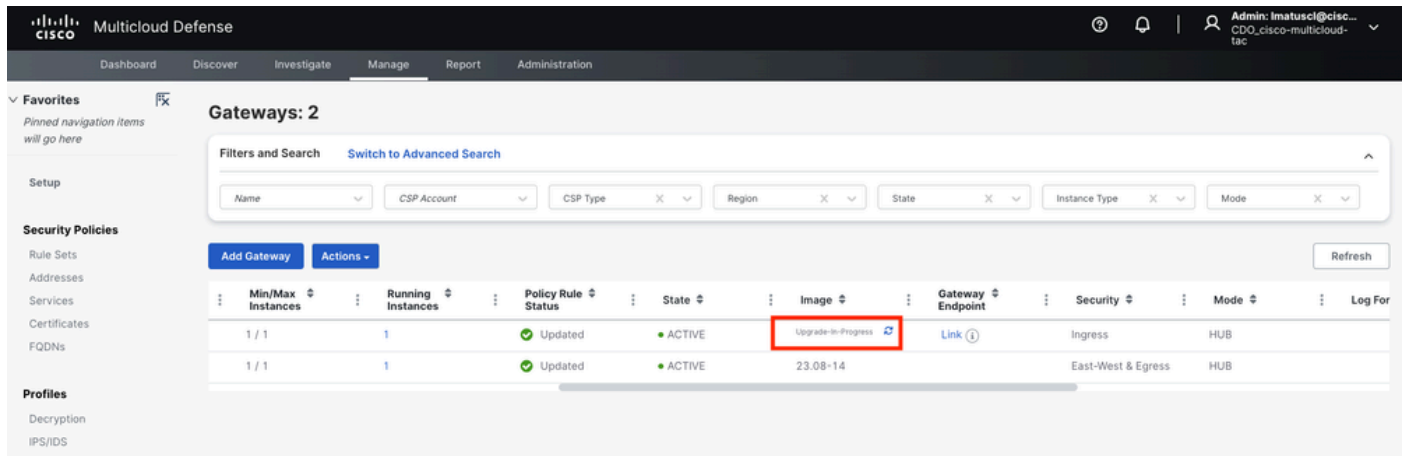 CISCO Multicloud Defense
Admin: lmatuscl@cisc...
CDO_cisco-multicloud-
tac
Dashboard Discover Investigate Manage Report Administration
Favorites
Pinned navigation items
will go here
Setup
Security Policies
Rule Sets
Addresses
Services
Certificates
FQDNs
Profiles
Decryption
IPS/IDS
Gateways: 2
Filters and Search Switch to Advanced Search
Name CSP Account CSP Type Region State Instance Type Mode
Add Gateway Actions Refresh
Min/Max Instances Running Instances Policy Rule Status State Image Gateway Endpoint Security Mode Log For
1 / 1 1 Updated ACTIVE Upgrade-In-Progress Link Ingress HUB
1 / 1 1 Updated ACTIVE 23.08-14 East-West & Egress HUB